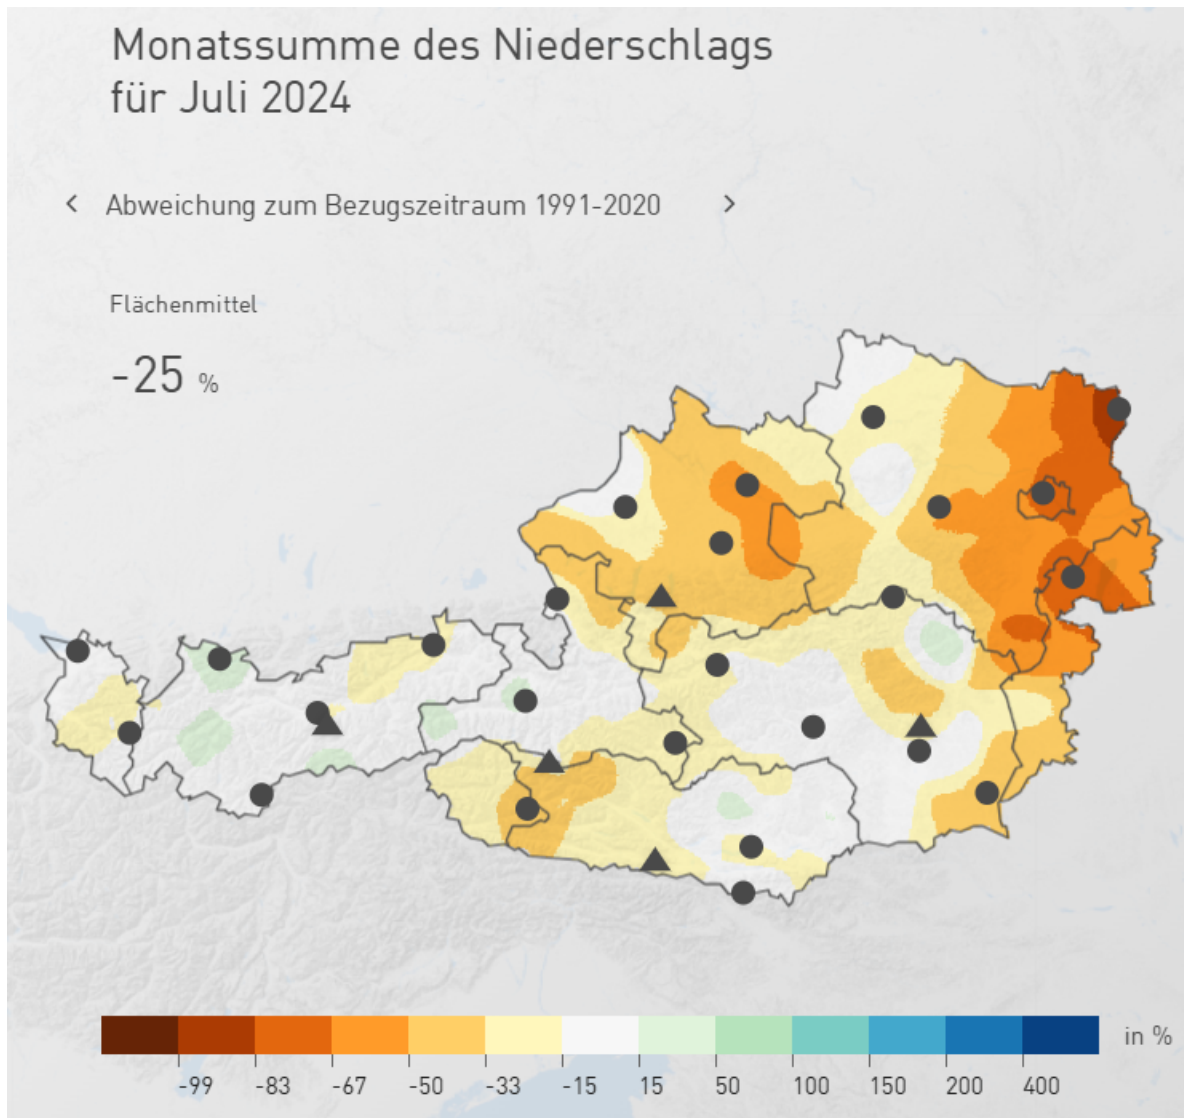 Monatssumme des Niederschlags
für Juli 2024
< Abweichung zum Bezugszeitraum 1991-2020 >
Flächenmittel
-25 %
in %
-99 -83 -67 -50 -33 -15 15 50 100 150 200 400